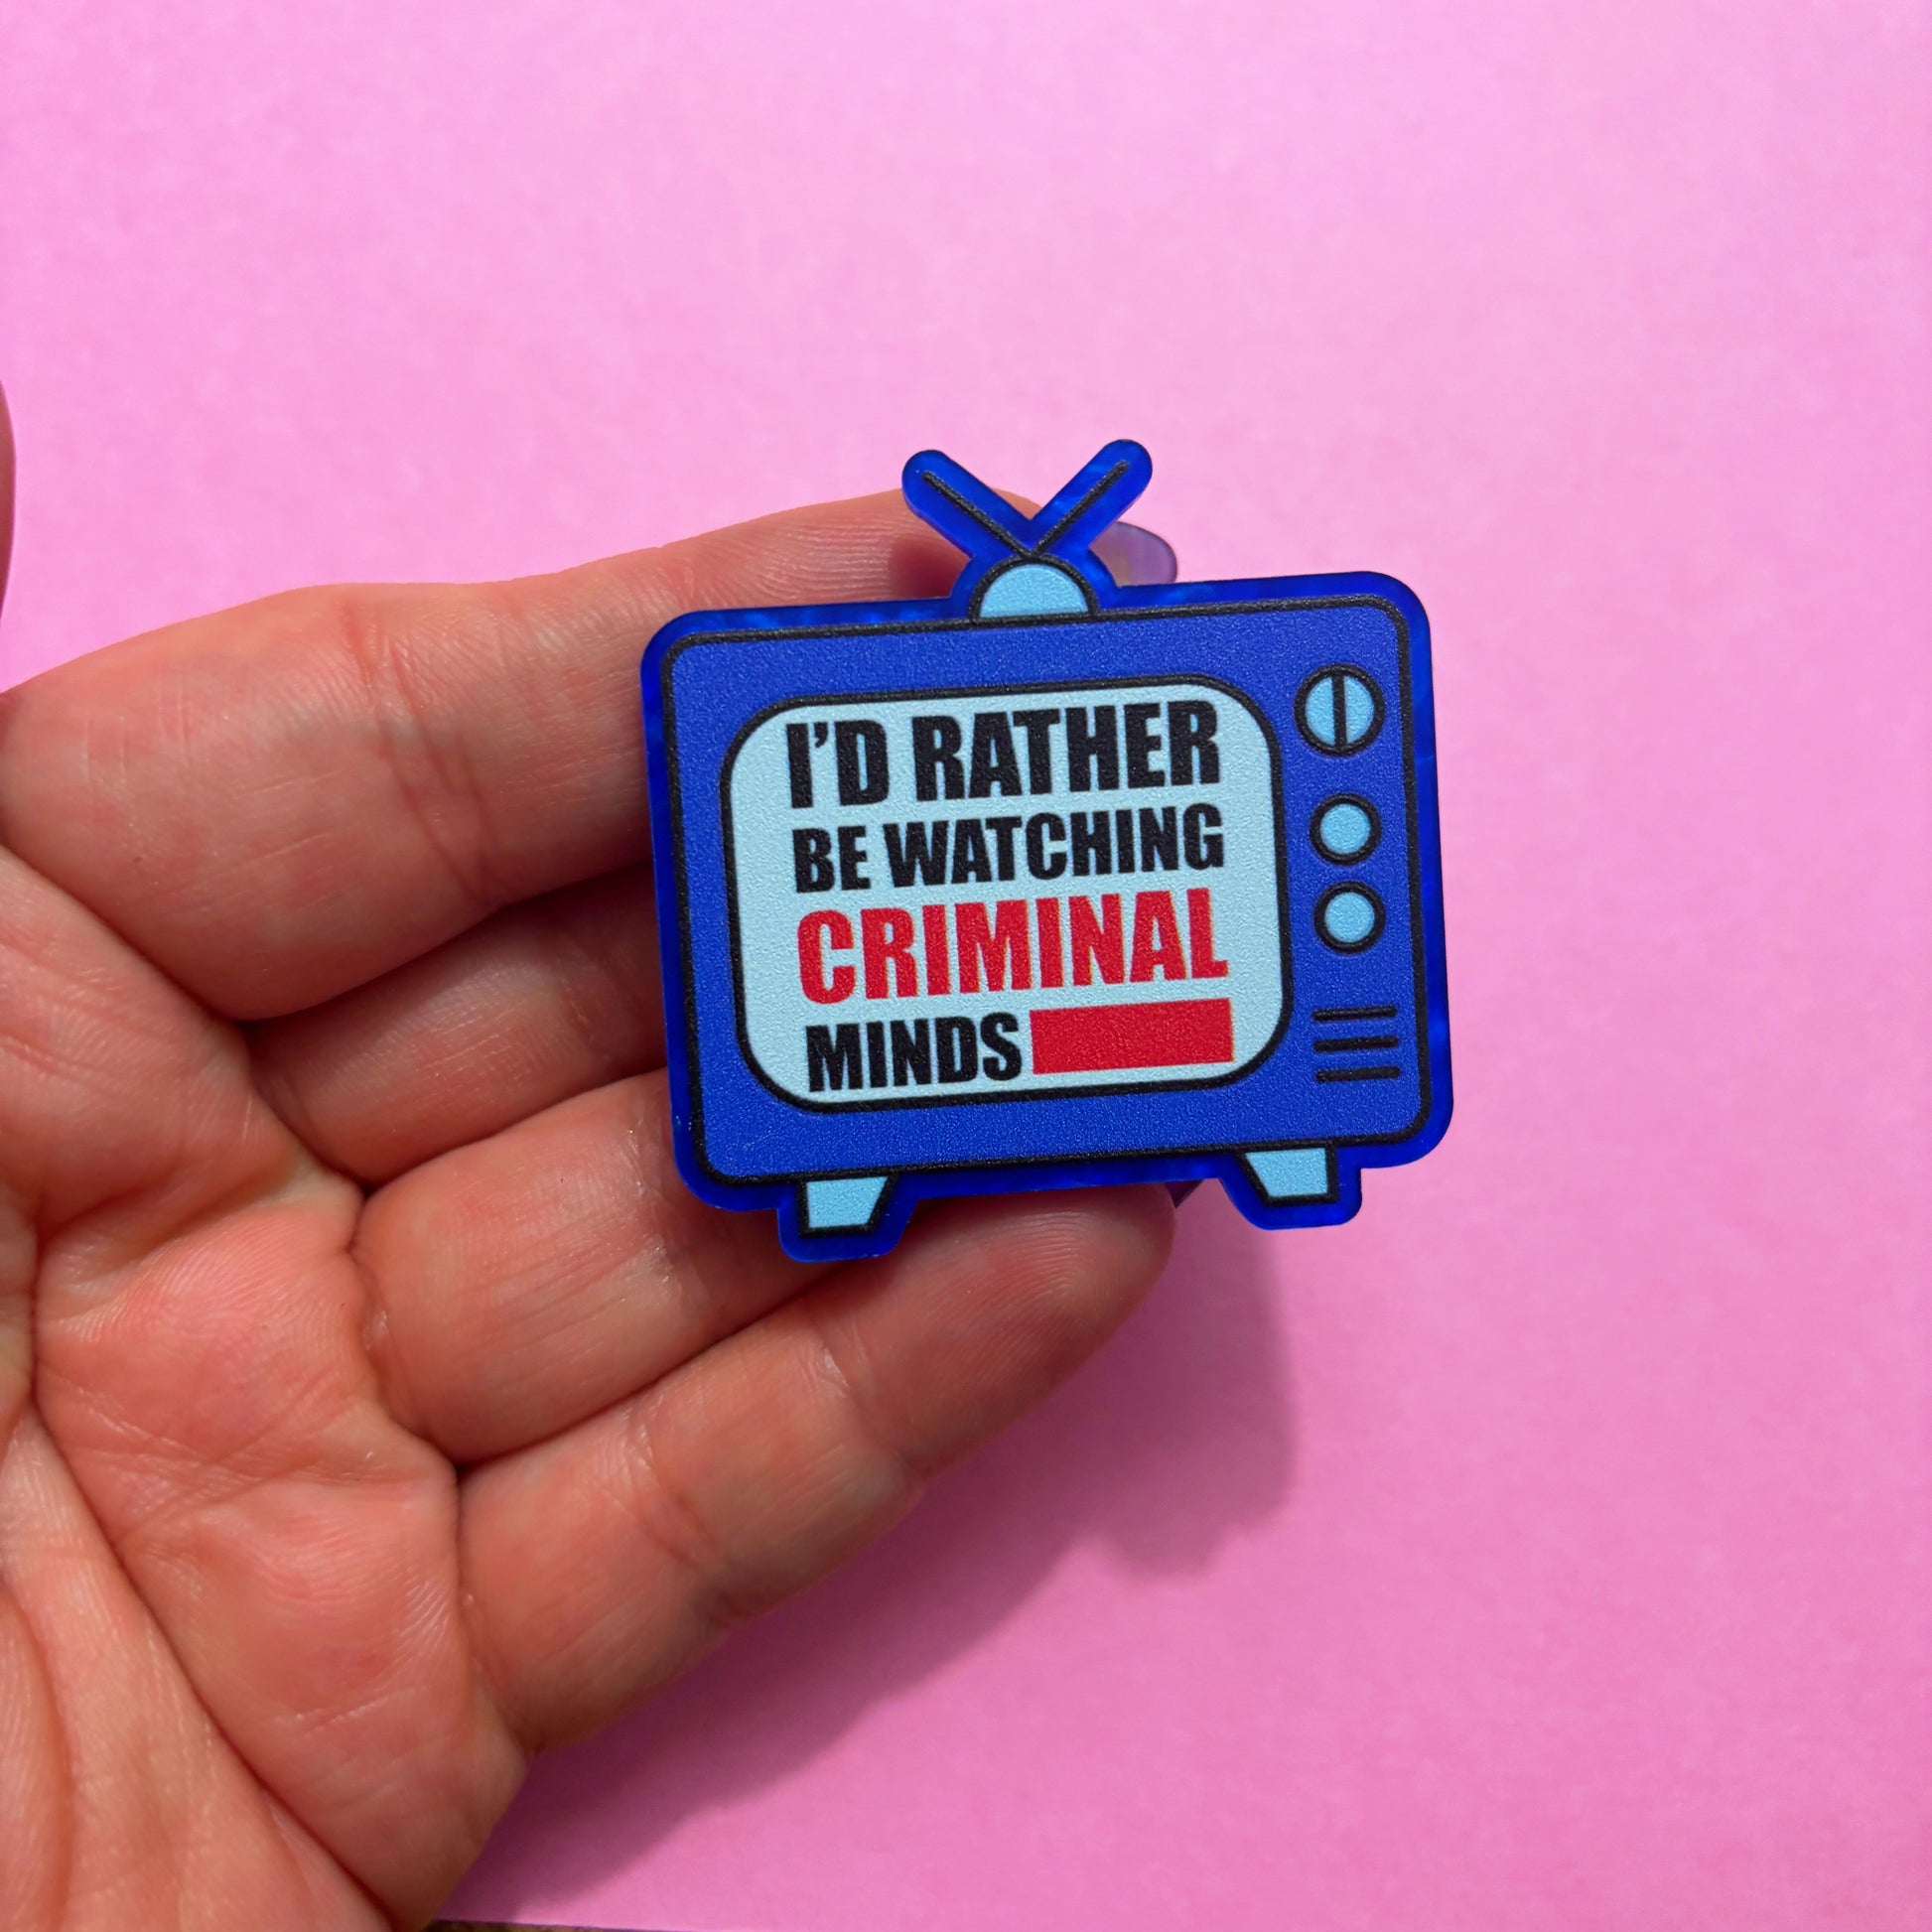 I'D RATHER
BE WATCHING
CRIMINAL
MINDS